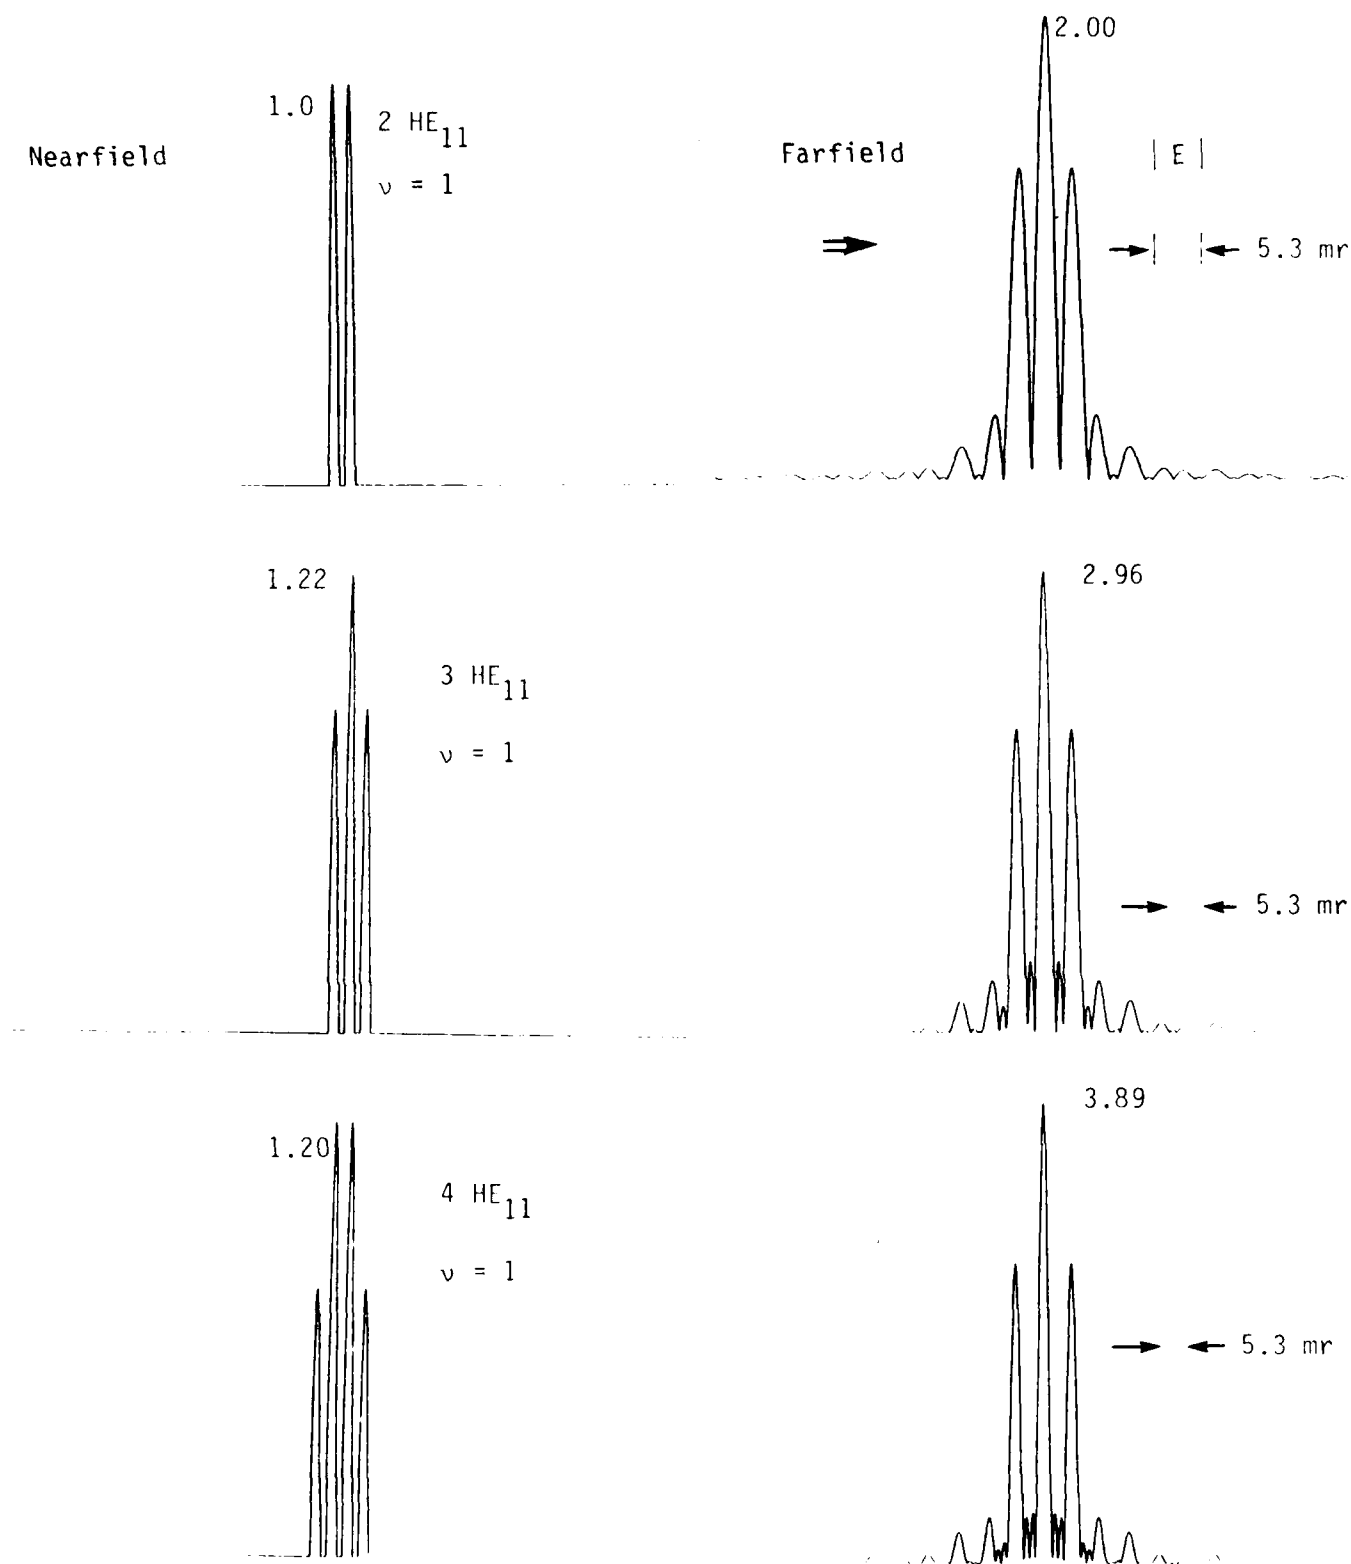 2.00
1.0
2 HE11
Nearfield
ν = 1
Farfield
| E |
5.3 mr
1.22
3 HE11
ν = 1
2.96
5.3 mr
1.20
4 HE11
ν = 1
3.89
5.3 mr